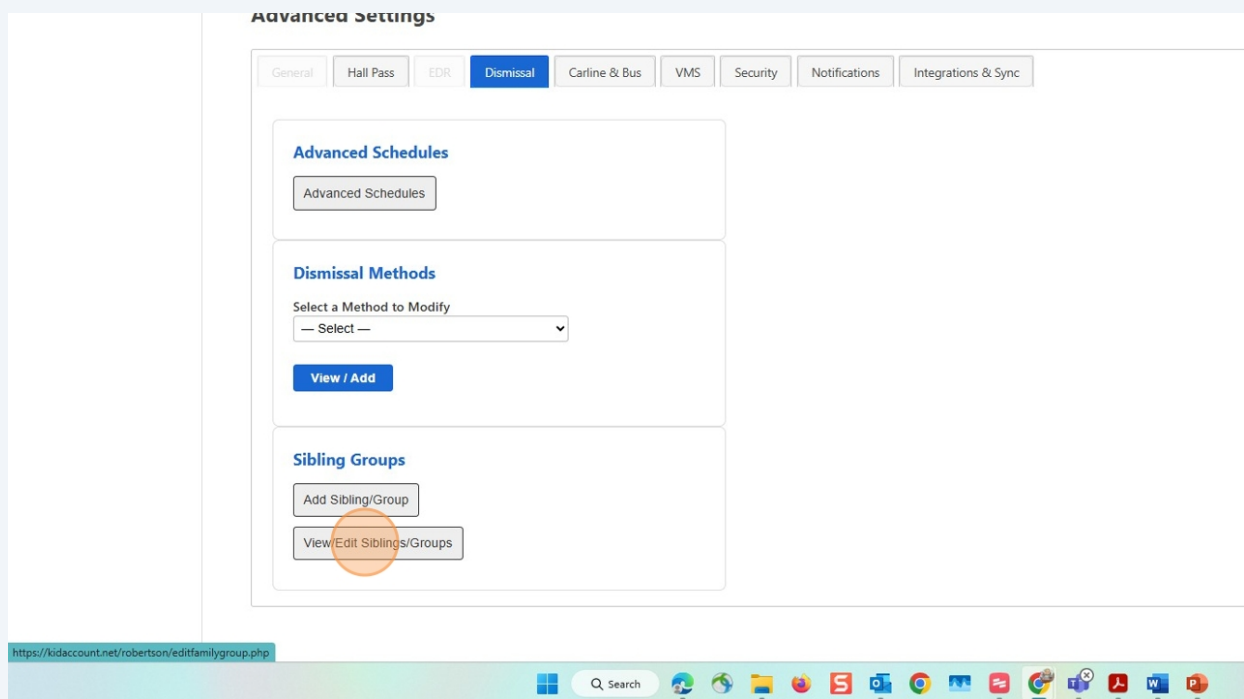 Advanced Settings
General Hall Pass EDR Dismissal Carline & Bus VMS Security Notifications Integrations & Sync
Advanced Schedules
Advanced Schedules
Dismissal Methods
Select a Method to Modify
— Select —
View / Add
Sibling Groups
Add Sibling/Group
View/Edit Siblings/Groups
https://kidaccount.net/robertson/editfamilygroup.php
Search